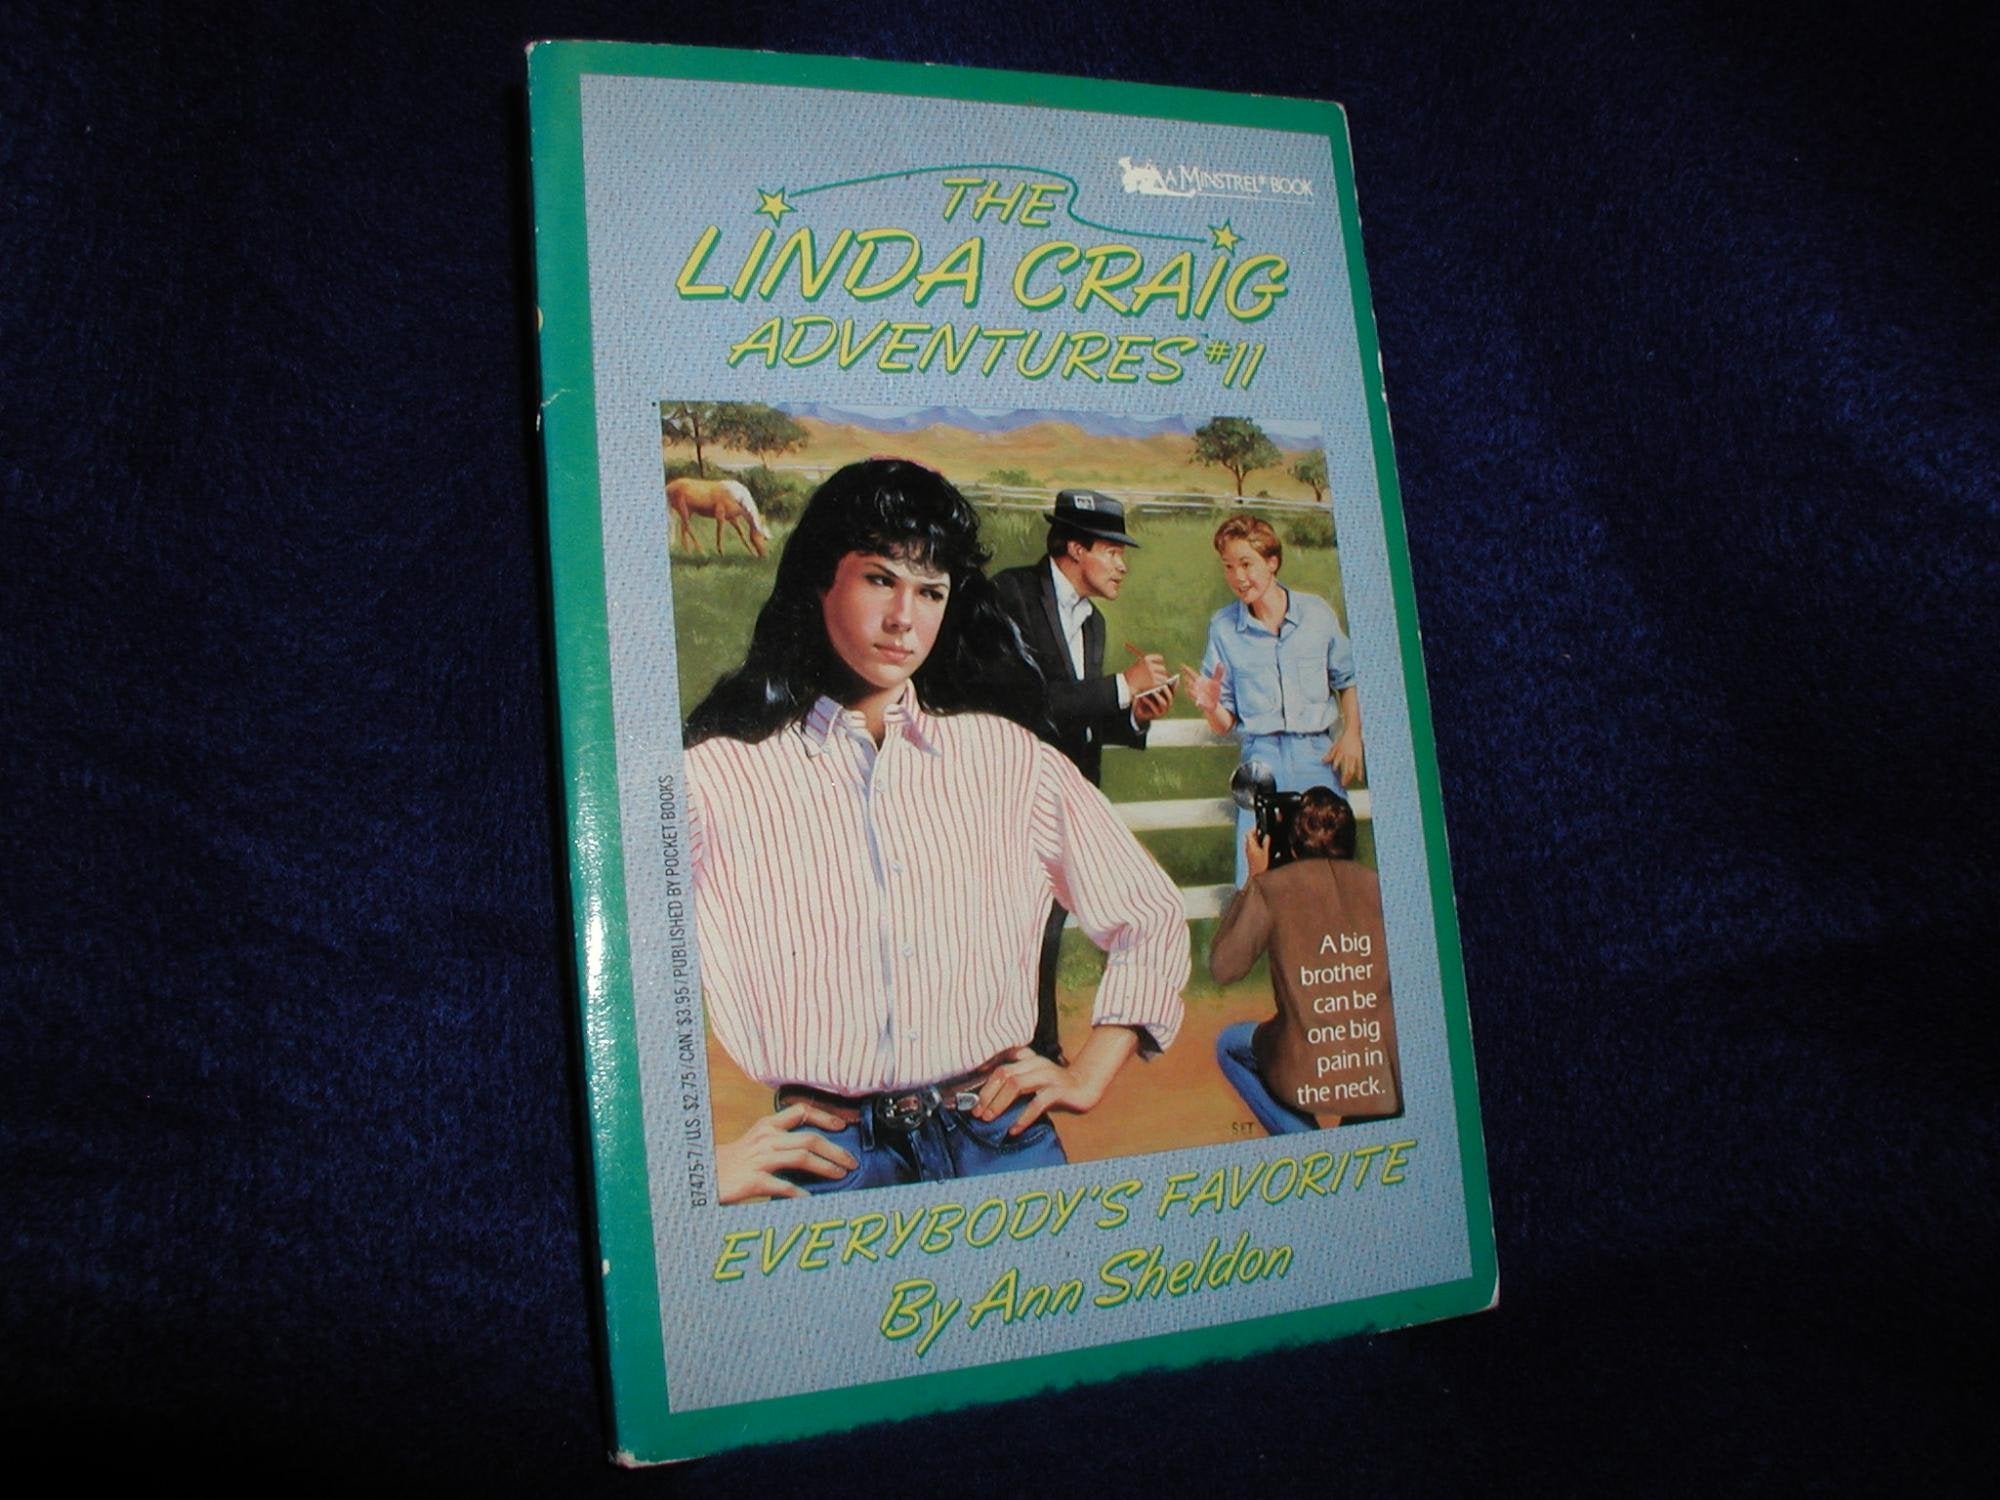 A MINSTREL® BOOK
THE
LINDA CRAIG
ADVENTURES #11
67475-7/U.S. $2.75/CAN. $3.95/PUBLISHED BY POCKET BOOKS
A big
brother
can be
one big
pain in
the neck.
EVERYBODY'S FAVORITE
By Ann Sheldon